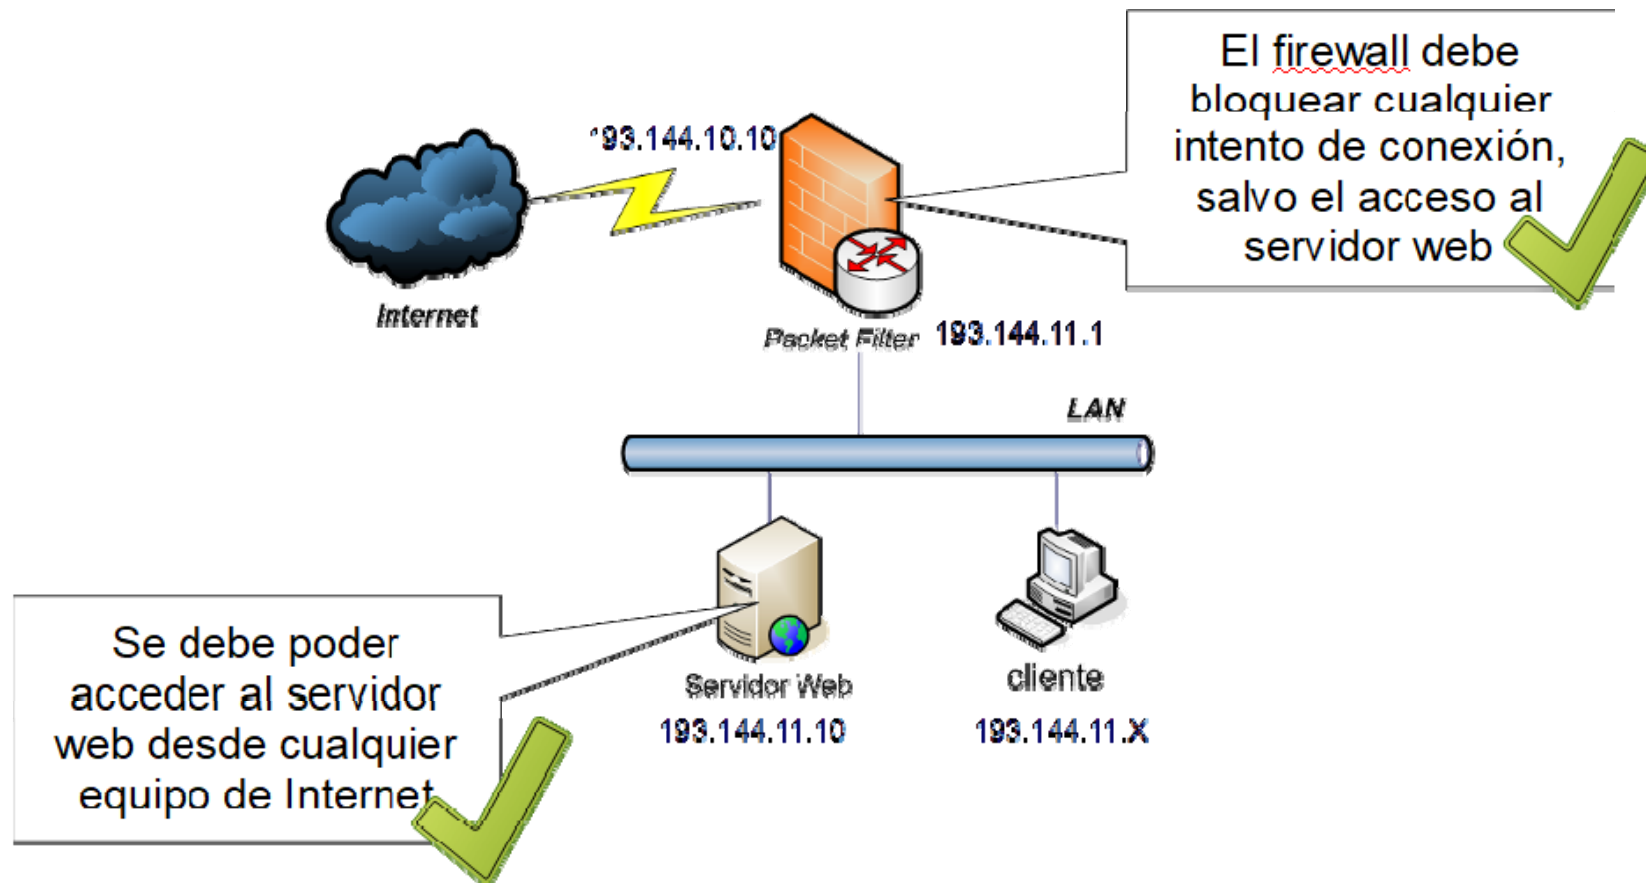 El firewall debe
bloquear cualquier
intento de conexión,
salvo el acceso al
servidor web
193.144.10.10
Internet
Packet Filter
193.144.11.1
LAN
Se debe poder
acceder al servidor
web desde cualquier
equipo de Internet
Servidor Web
193.144.11.10
cliente
193.144.11.X